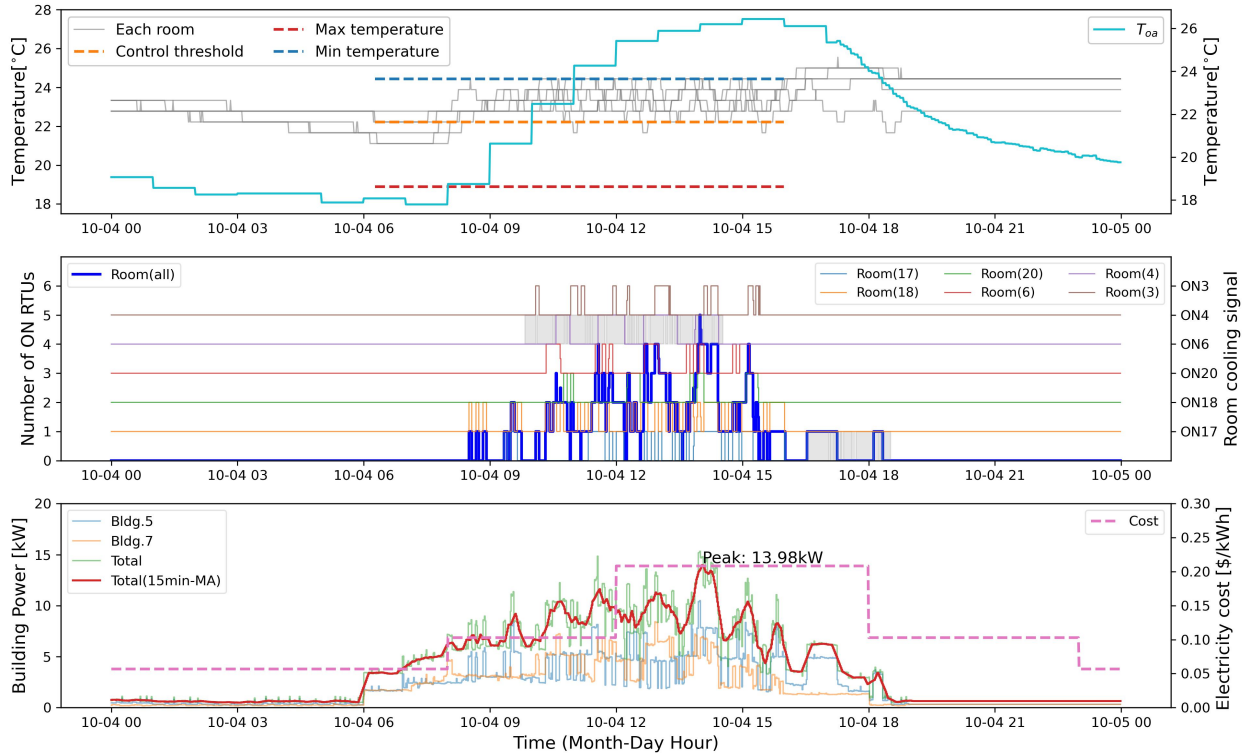 Temperature[°C]
28
26
24
22
20
18
Each room
Control threshold
Max temperature
Min temperature
T_oa
26
24
22
20
18
Temperature[°C]
10-04 00
10-04 03
10-04 06
10-04 09
10-04 12
10-04 15
10-04 18
10-04 21
10-05 00
Number of ON RTUs
6
5
4
3
2
1
0
Room(all)
Room(17)
Room(18)
Room(20)
Room(6)
Room(4)
Room(3)
ON3
ON4
ON6
ON20
ON18
ON17
Room cooling signal
10-04 00
10-04 03
10-04 06
10-04 09
10-04 12
10-04 15
10-04 18
10-04 21
10-05 00
Building Power [kW]
20
15
10
5
0
Bldg.5
Bldg.7
Total
Total(15min-MA)
Peak: 13.98kW
Cost
0.30
0.25
0.20
0.15
0.10
0.05
0.00
Electricity cost [$/kWh]
10-04 00
10-04 03
10-04 06
10-04 09
10-04 12
10-04 15
10-04 18
10-04 21
10-05 00
Time (Month-Day Hour)